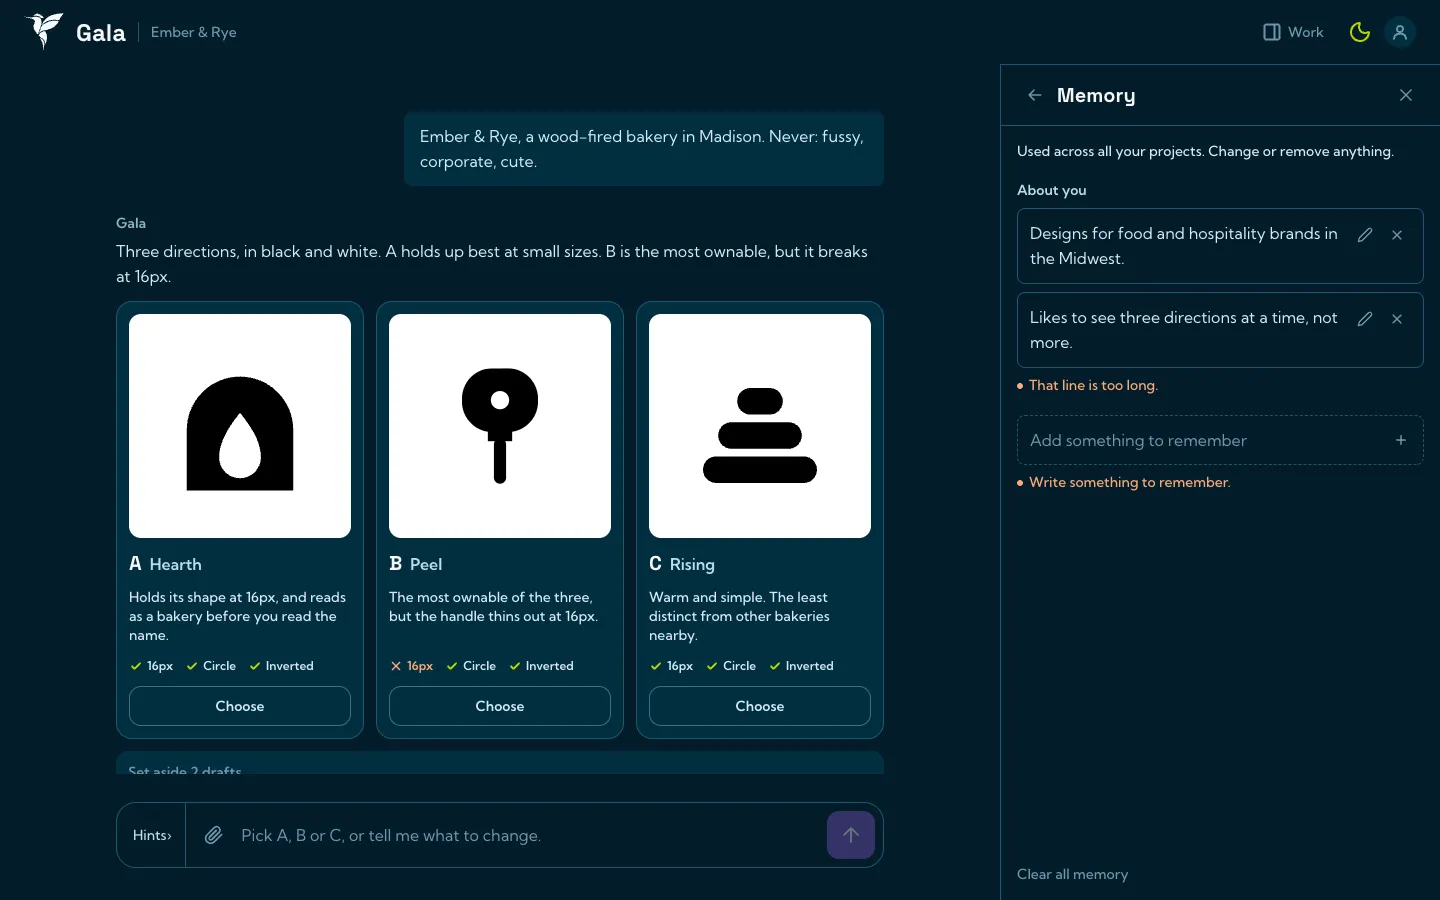 Gala
Ember & Rye
Work
Ember & Rye, a wood-fired bakery in Madison. Never: fussy,
corporate, cute.
Gala
Three directions, in black and white. A holds up best at small sizes. B is the most ownable, but it breaks
at 16px.
A Hearth
Holds its shape at 16px, and reads
as a bakery before you read the
name.
16px Circle Inverted
Choose
B Peel
The most ownable of the three,
but the handle thins out at 16px.
16px Circle Inverted
Choose
C Rising
Warm and simple. The least
distinct from other bakeries
nearby.
16px Circle Inverted
Choose
Set aside 2 drafts
Hints›
Pick A, B or C, or tell me what to change.
Memory
Used across all your projects. Change or remove anything.
About you
Designs for food and hospitality brands in
the Midwest.
Likes to see three directions at a time, not
more.
That line is too long.
Add something to remember
Write something to remember.
Clear all memory